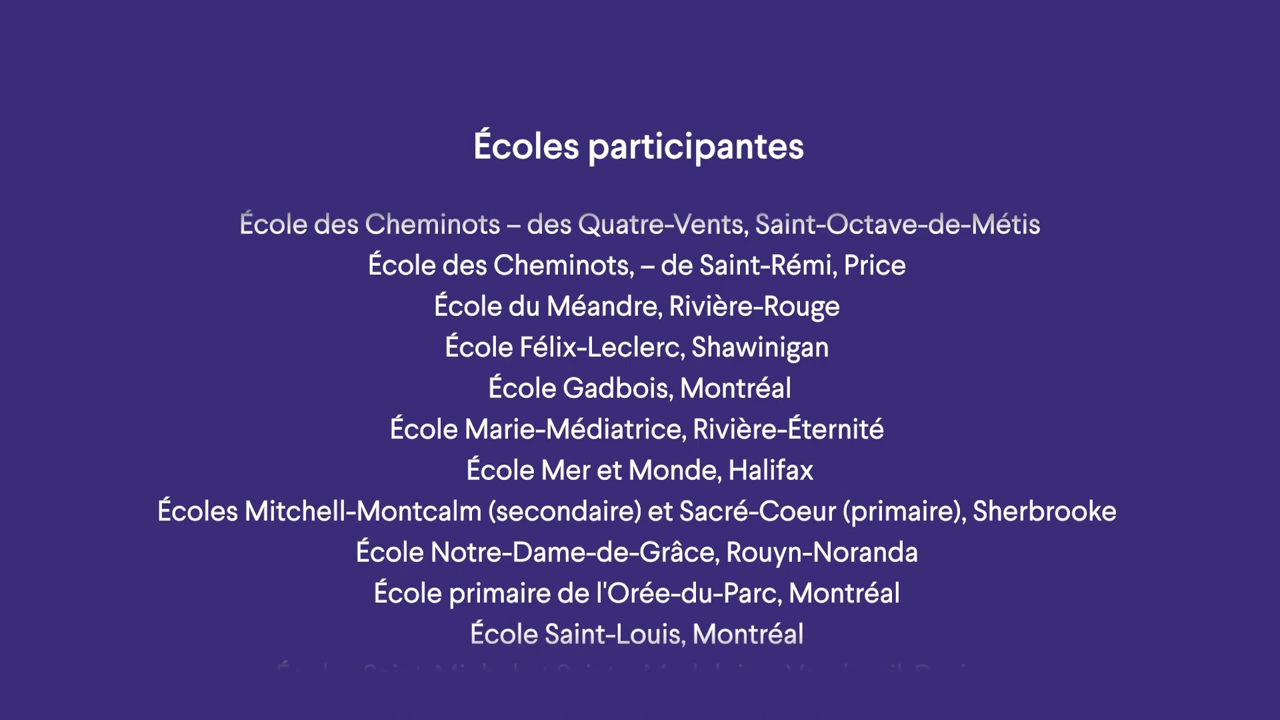 Écoles participantes
École des Cheminots – des Quatre-Vents, Saint-Octave-de-Métis
École des Cheminots, – de Saint-Rémi, Price
École du Méandre, Rivière-Rouge
École Félix-Leclerc, Shawinigan
École Gadbois, Montréal
École Marie-Médiatrice, Rivière-Éternité
École Mer et Monde, Halifax
Écoles Mitchell-Montcalm (secondaire) et Sacré-Coeur (primaire), Sherbrooke
École Notre-Dame-de-Grâce, Rouyn-Noranda
École primaire de l'Orée-du-Parc, Montréal
École Saint-Louis, Montréal